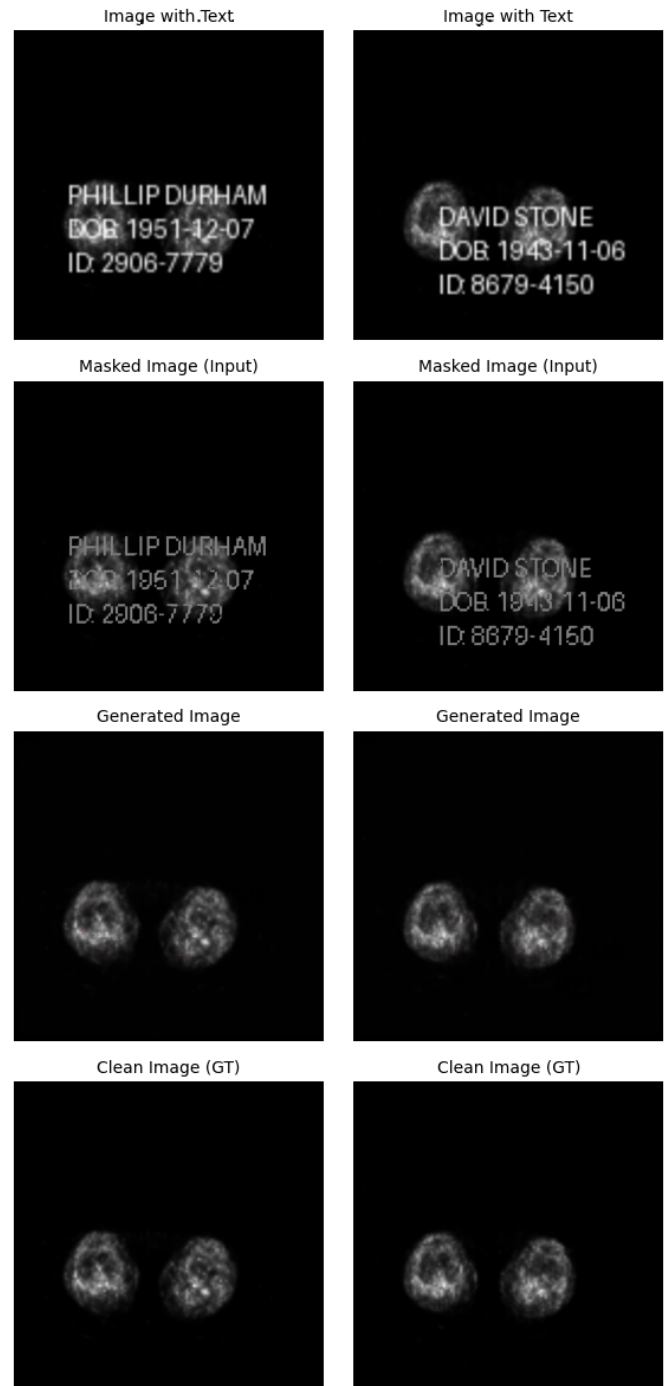 Image with Text
Image with Text
PHILLIP DURHAM
DOB: 1951-12-07
ID: 2906-7779
DAVID STONE
DOB: 1943-11-06
ID: 8679-4150
Masked Image (Input)
Masked Image (Input)
PHILLIP DURHAM
DOB: 1951-12-07
ID: 2906-7779
DAVID STONE
DOB: 1943-11-06
ID: 8679-4150
Generated Image
Generated Image
Clean Image (GT)
Clean Image (GT)